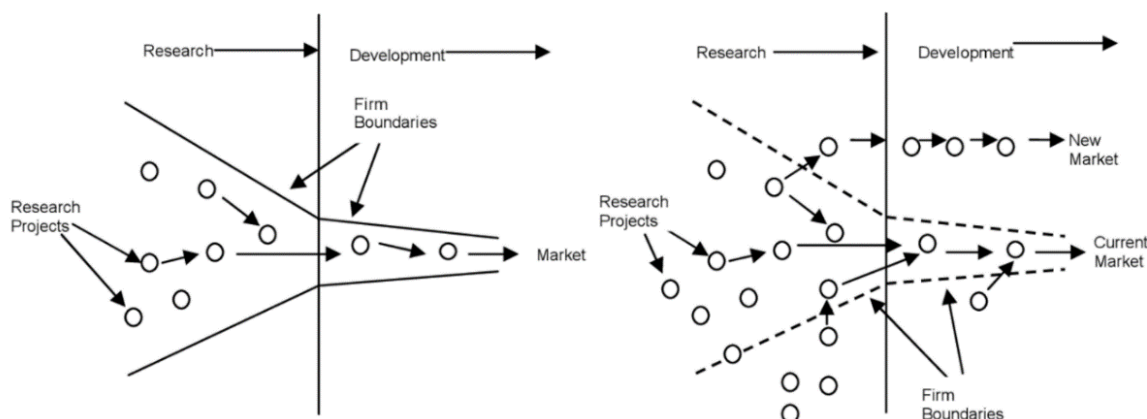 Research
Development
Firm
Boundaries
Research
Projects
Market
Research
Development
New
Market
Research
Projects
Current
Market
Firm
Boundaries